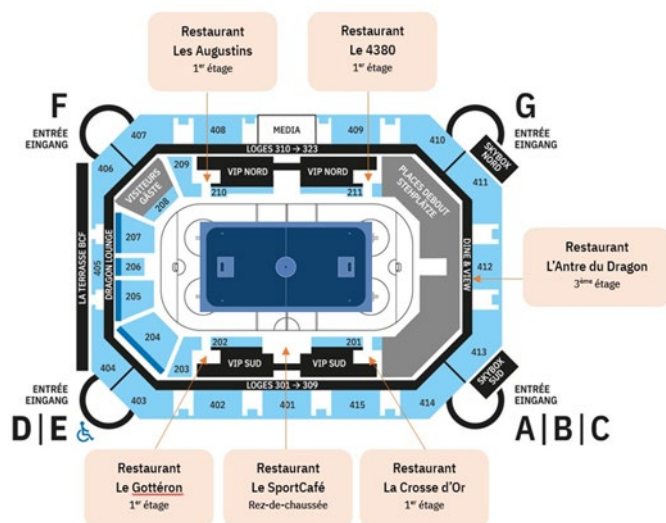 Restaurant
Les Augustins
1er étage
Restaurant
Le 4380
1er étage
F
ENTRÉE
EINGANG
G
ENTRÉE
EINGANG
407
408
MEDIA
409
410
SKYBOX
NORD
LOGES 310 → 323
406
209
VIP NORD
VIP NORD
411
VISITEURS
GÄSTE
208
210
211
PLACES DEBOUT
STEHPLÄTZE
LA TERRASSE BCF
405
DRAGON LOUNGE
207
206
205
204
DINE & VIEW
412
Restaurant
L'Antre du Dragon
3ème étage
202
201
203
VIP SUD
VIP SUD
413
SKYBOX
SUD
404
LOGES 301 → 309
403
402
401
415
414
ENTRÉE
EINGANG
D|E
ENTRÉE
EINGANG
A|B|C
Restaurant
Le Gottéron
1er étage
Restaurant
Le SportCafé
Rez-de-chaussée
Restaurant
La Crosse d'Or
1er étage